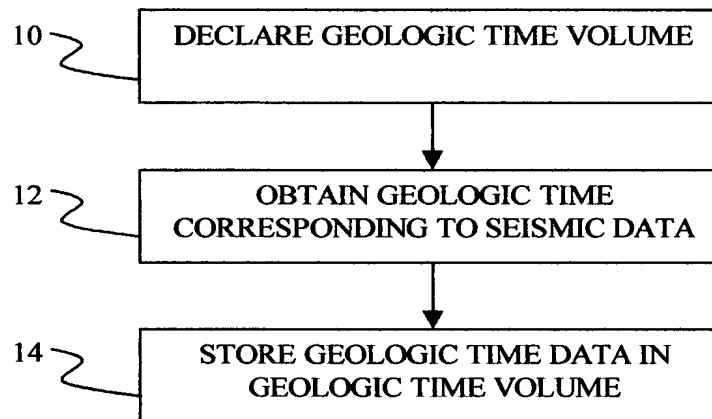 10
DECLARE GEOLOGIC TIME VOLUME
12
OBTAIN GEOLOGIC TIME
CORRESPONDING TO SEISMIC DATA
14
STORE GEOLOGIC TIME DATA IN
GEOLOGIC TIME VOLUME